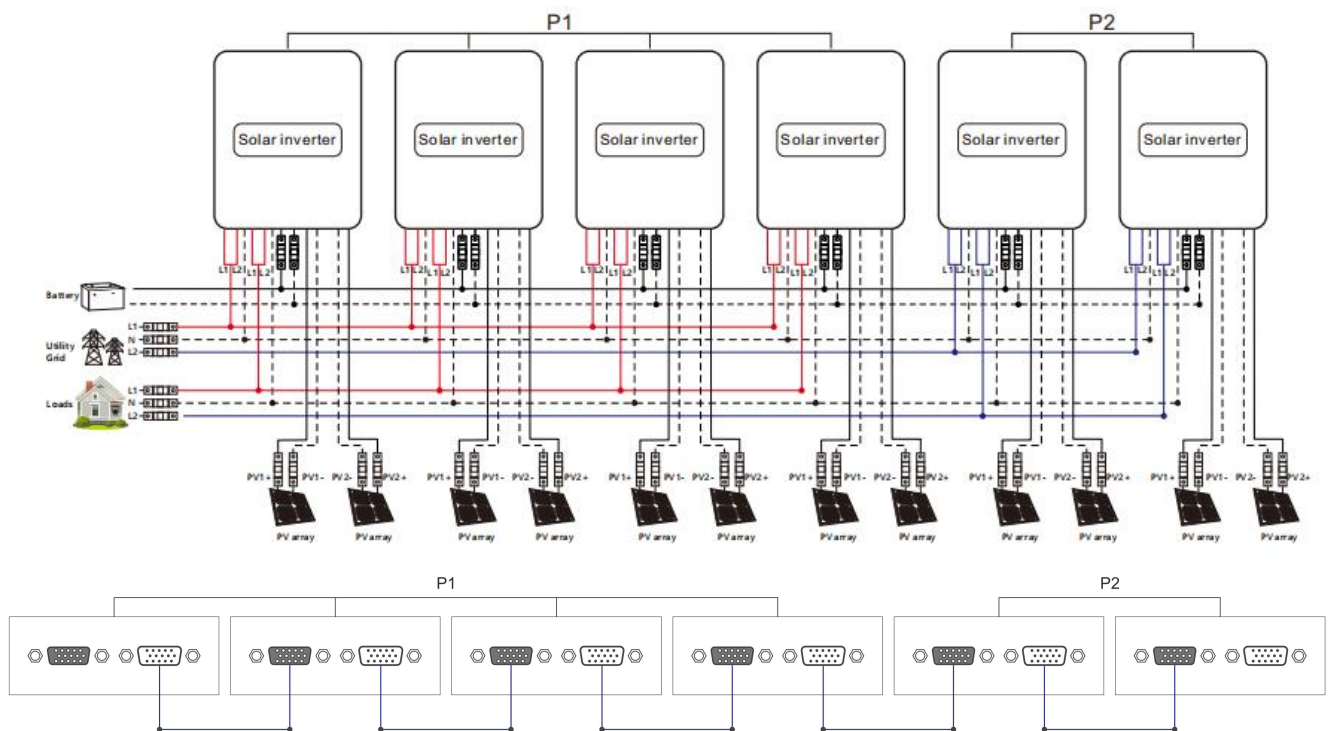 P1 P2
Solar inverter Solar inverter Solar inverter Solar inverter Solar inverter Solar inverter
L1 L2 L1 L2 L1 L2 L1 L2 L1 L2 L1 L2 L1 L2 L1 L2 L1 L2 L1 L2 L1 L2 L1 L2
Battery
L1
Utility N
Grid L2
L1
Loads N
L2
PV1+ PV1- PV2- PV2+ PV1+ PV1- PV2- PV2+ PV1+ PV1- PV2- PV2+ PV1+ PV1- PV2- PV2+ PV1+ PV1- PV2- PV2+ PV1+ PV1- PV2- PV2+
PV array PV array PV array PV array PV array PV array PV array PV array PV array PV array PV array PV array
P1 P2